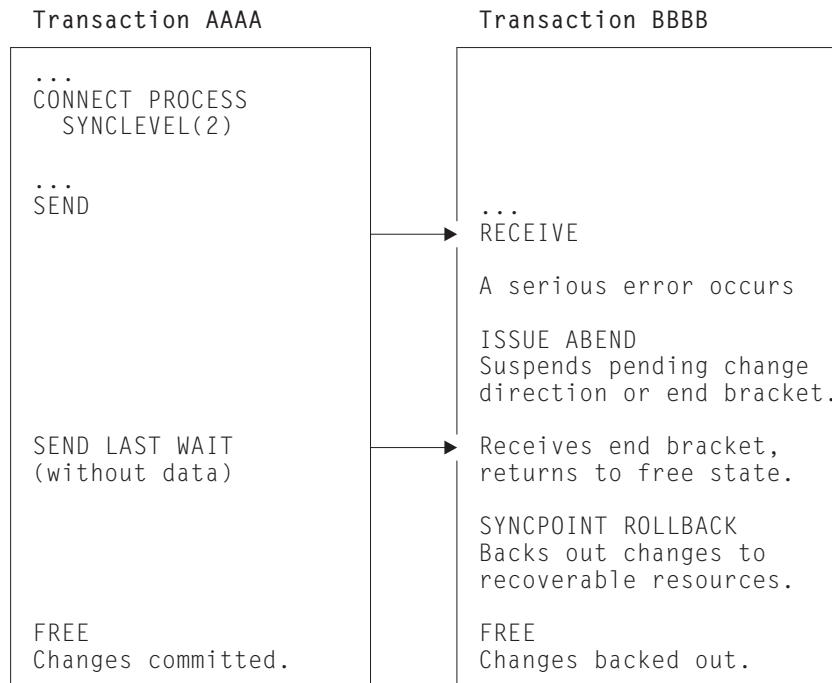 Transaction AAAA
...
CONNECT PROCESS
SYNCLEVEL(2)
...
SEND
SEND LAST WAIT
(without data)
FREE
Changes committed.
Transaction BBBB
...
RECEIVE
A serious error occurs
ISSUE ABEND
Suspends pending change
direction or end bracket.
Receives end bracket,
returns to free state.
SYNCPOINT ROLLBACK
Backs out changes to
recoverable resources.
FREE
Changes backed out.